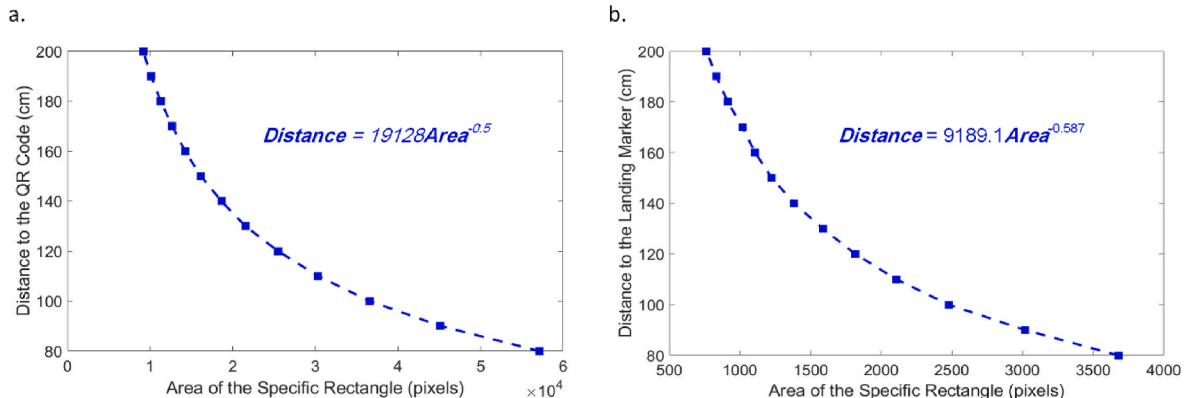 a.
200
180
160
140
120
100
80
Distance to the QR Code (cm)
Distance = 19128Area^-0.5
0 1 2 3 4 5 6
Area of the Specific Rectangle (pixels)
×10^4
b.
200
180
160
140
120
100
80
Distance to the Landing Marker (cm)
Distance = 9189.1Area^-0.587
500 1000 1500 2000 2500 3000 3500 4000
Area of the Specific Rectangle (pixels)